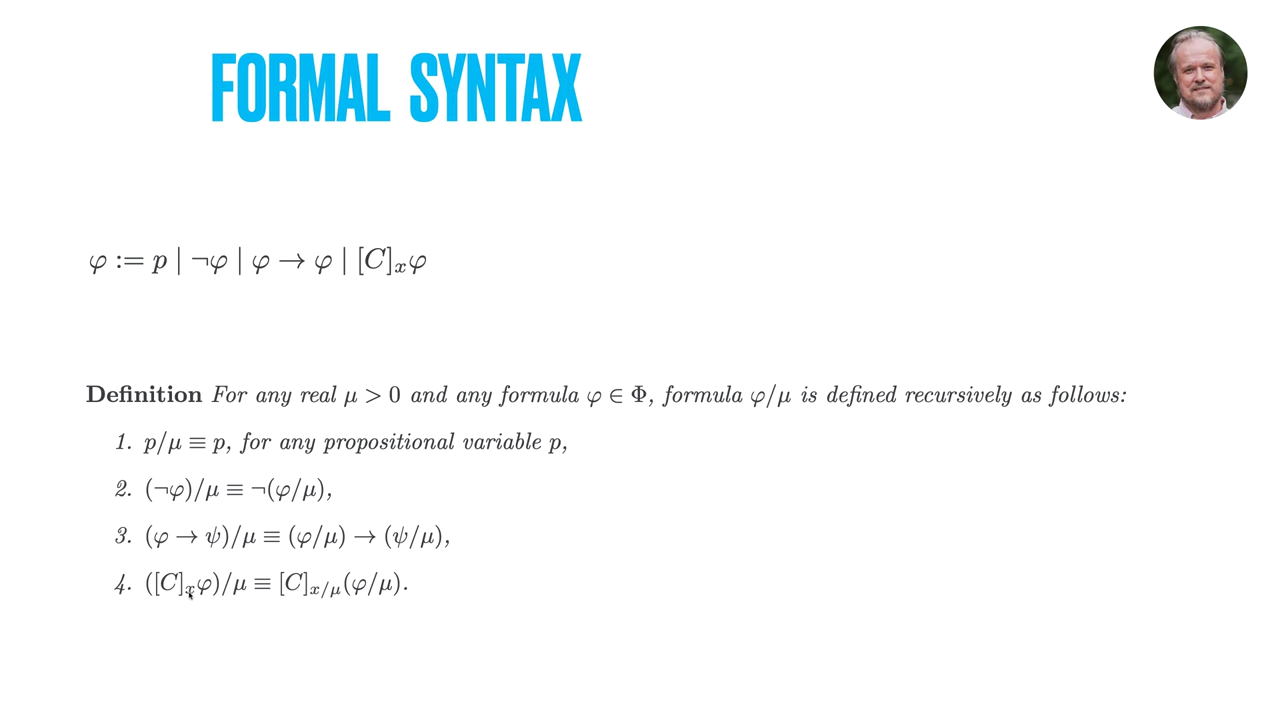 FORMAL SYNTAX
φ := p | ¬φ | φ → φ | [C]ₓφ
Definition For any real μ > 0 and any formula φ ∈ Φ, formula φ/μ is defined recursively as follows:
1. p/μ ≡ p, for any propositional variable p,
2. (¬φ)/μ ≡ ¬(φ/μ),
3. (φ → ψ)/μ ≡ (φ/μ) → (ψ/μ),
4. ([C]ₓφ)/μ ≡ [C]_{x/μ}(φ/μ).